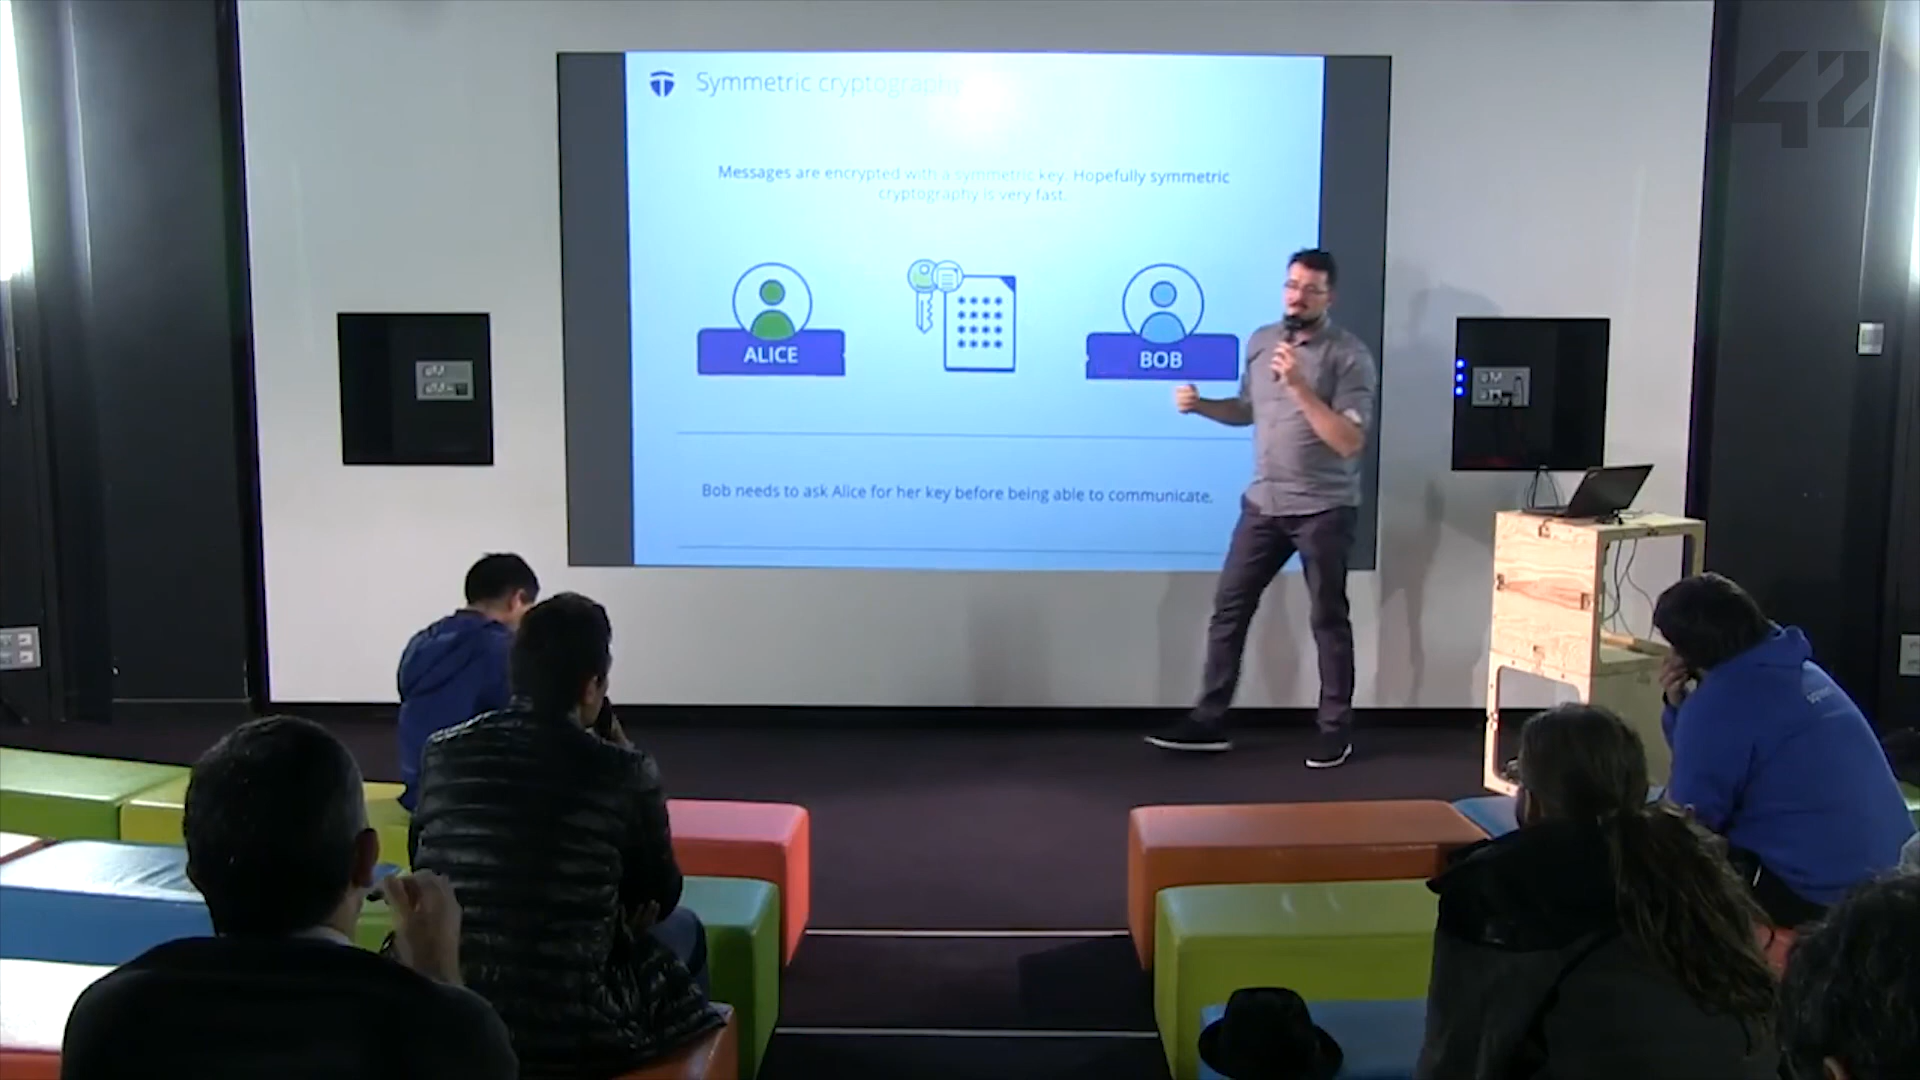 42
Symmetric cryptography
Messages are encrypted with a symmetric key. Hopefully symmetric
cryptography is very fast.
ALICE
BOB
Bob needs to ask Alice for her key before being able to communicate.